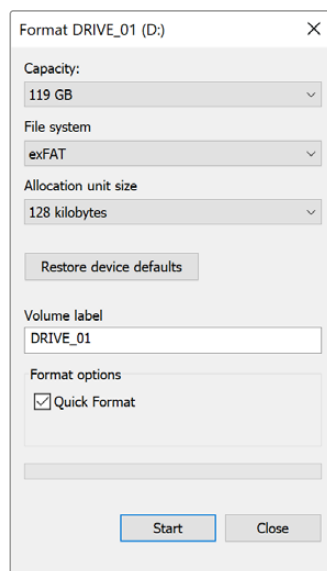 Format DRIVE_01 (D:)
Capacity:
119 GB
File system
exFAT
Allocation unit size
128 kilobytes
Restore device defaults
Volume label
DRIVE_01
Format options
Quick Format
Start
Close